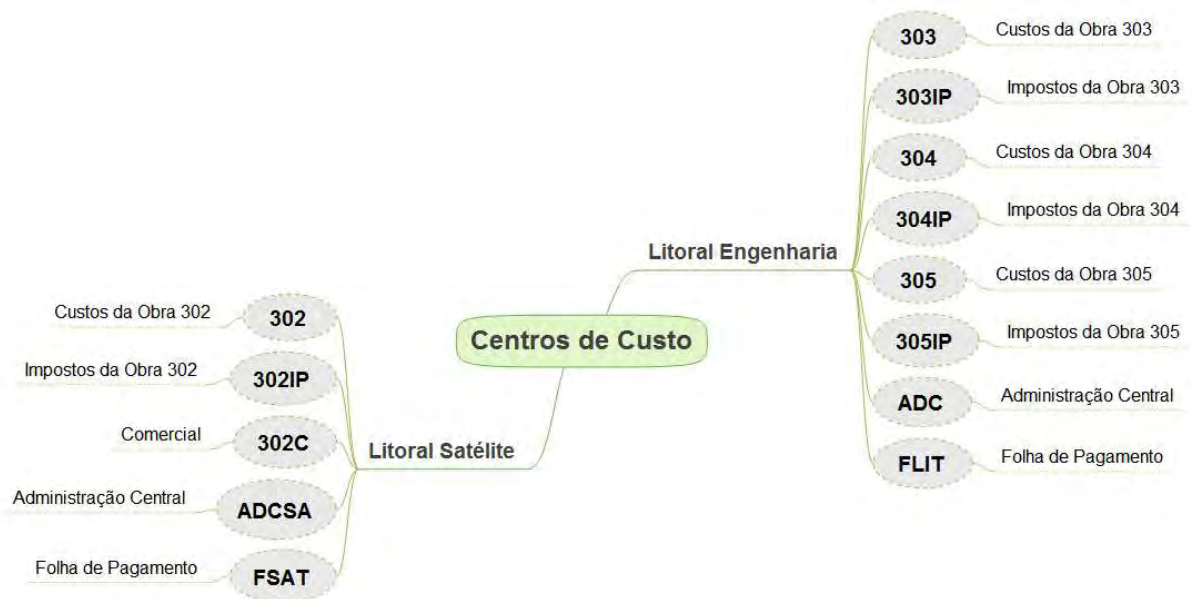 Centros de Custo
Litoral Engenharia
303
Custos da Obra 303
303IP
Impostos da Obra 303
304
Custos da Obra 304
304IP
Impostos da Obra 304
305
Custos da Obra 305
305IP
Impostos da Obra 305
ADC
Administração Central
FLIT
Folha de Pagamento
Litoral Satélite
302
Custos da Obra 302
302IP
Impostos da Obra 302
302C
Comercial
ADCSA
Administração Central
FSAT
Folha de Pagamento